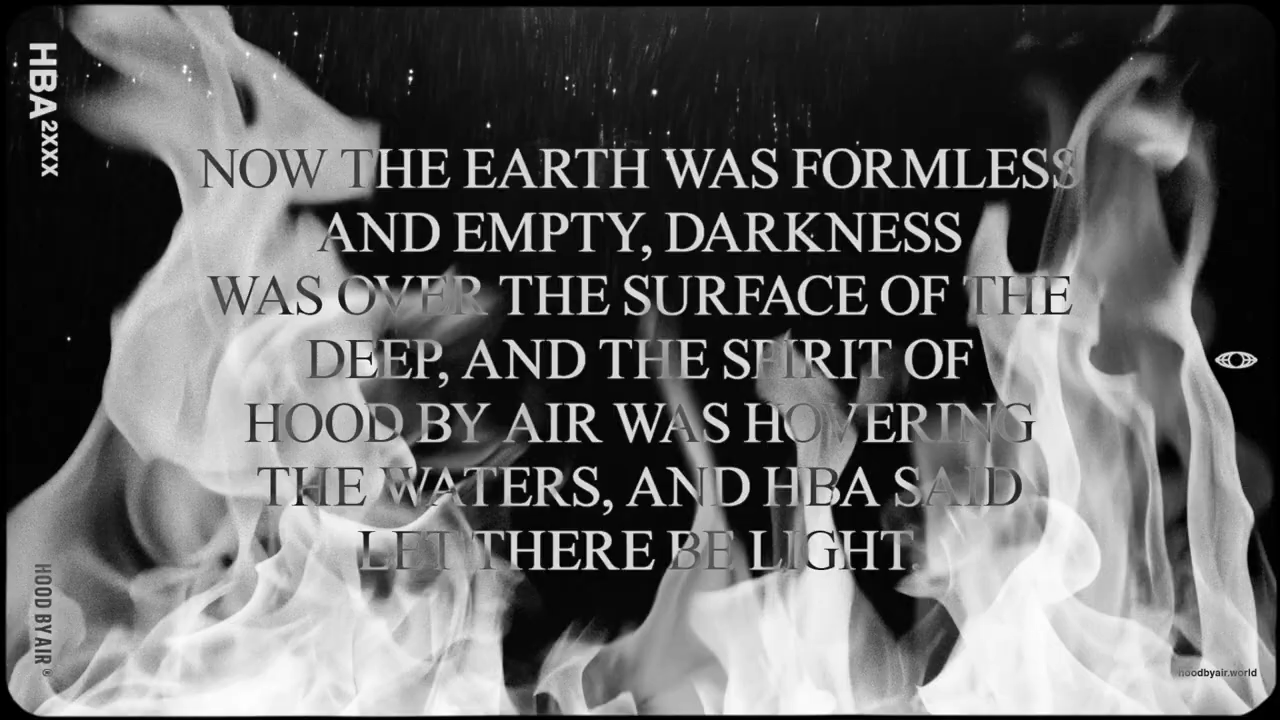 HBA 2XXX
NOW THE EARTH WAS FORMLESS
AND EMPTY, DARKNESS
WAS OVER THE SURFACE OF THE
DEEP, AND THE SPIRIT OF
HOOD BY AIR WAS HOVERING
THE WATERS, AND HBA SAID
LET THERE BE LIGHT.
HOOD BY AIR ©
hoodbyair.world